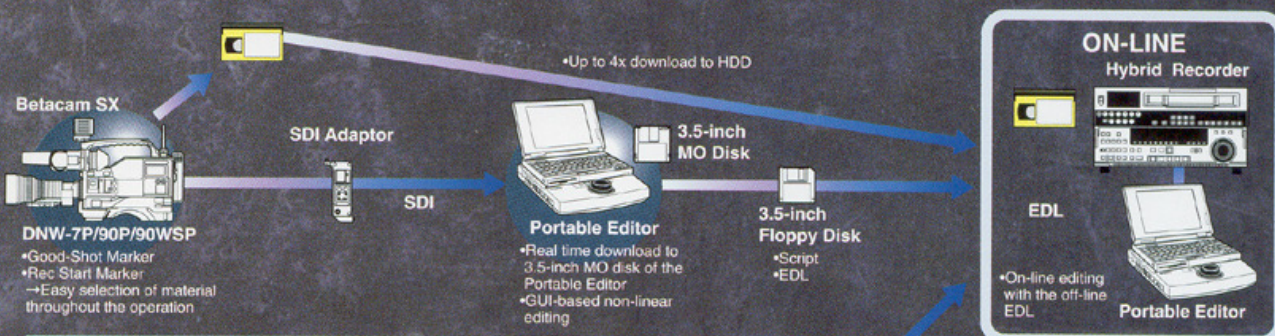 Betacam SX
DNW-7P/90P/90WSP
•Good-Shot Marker
•Rec Start Marker
→Easy selection of material
throughout the operation
SDI Adaptor
SDI
•Up to 4x download to HDD
3.5-inch
MO Disk
Portable Editor
•Real time download to
3.5-inch MO disk of the
Portable Editor
•GUI-based non-linear
editing
3.5-inch
Floppy Disk
•Script
•EDL
ON-LINE
Hybrid Recorder
EDL
•On-line editing
with the off-line
EDL
Portable Editor